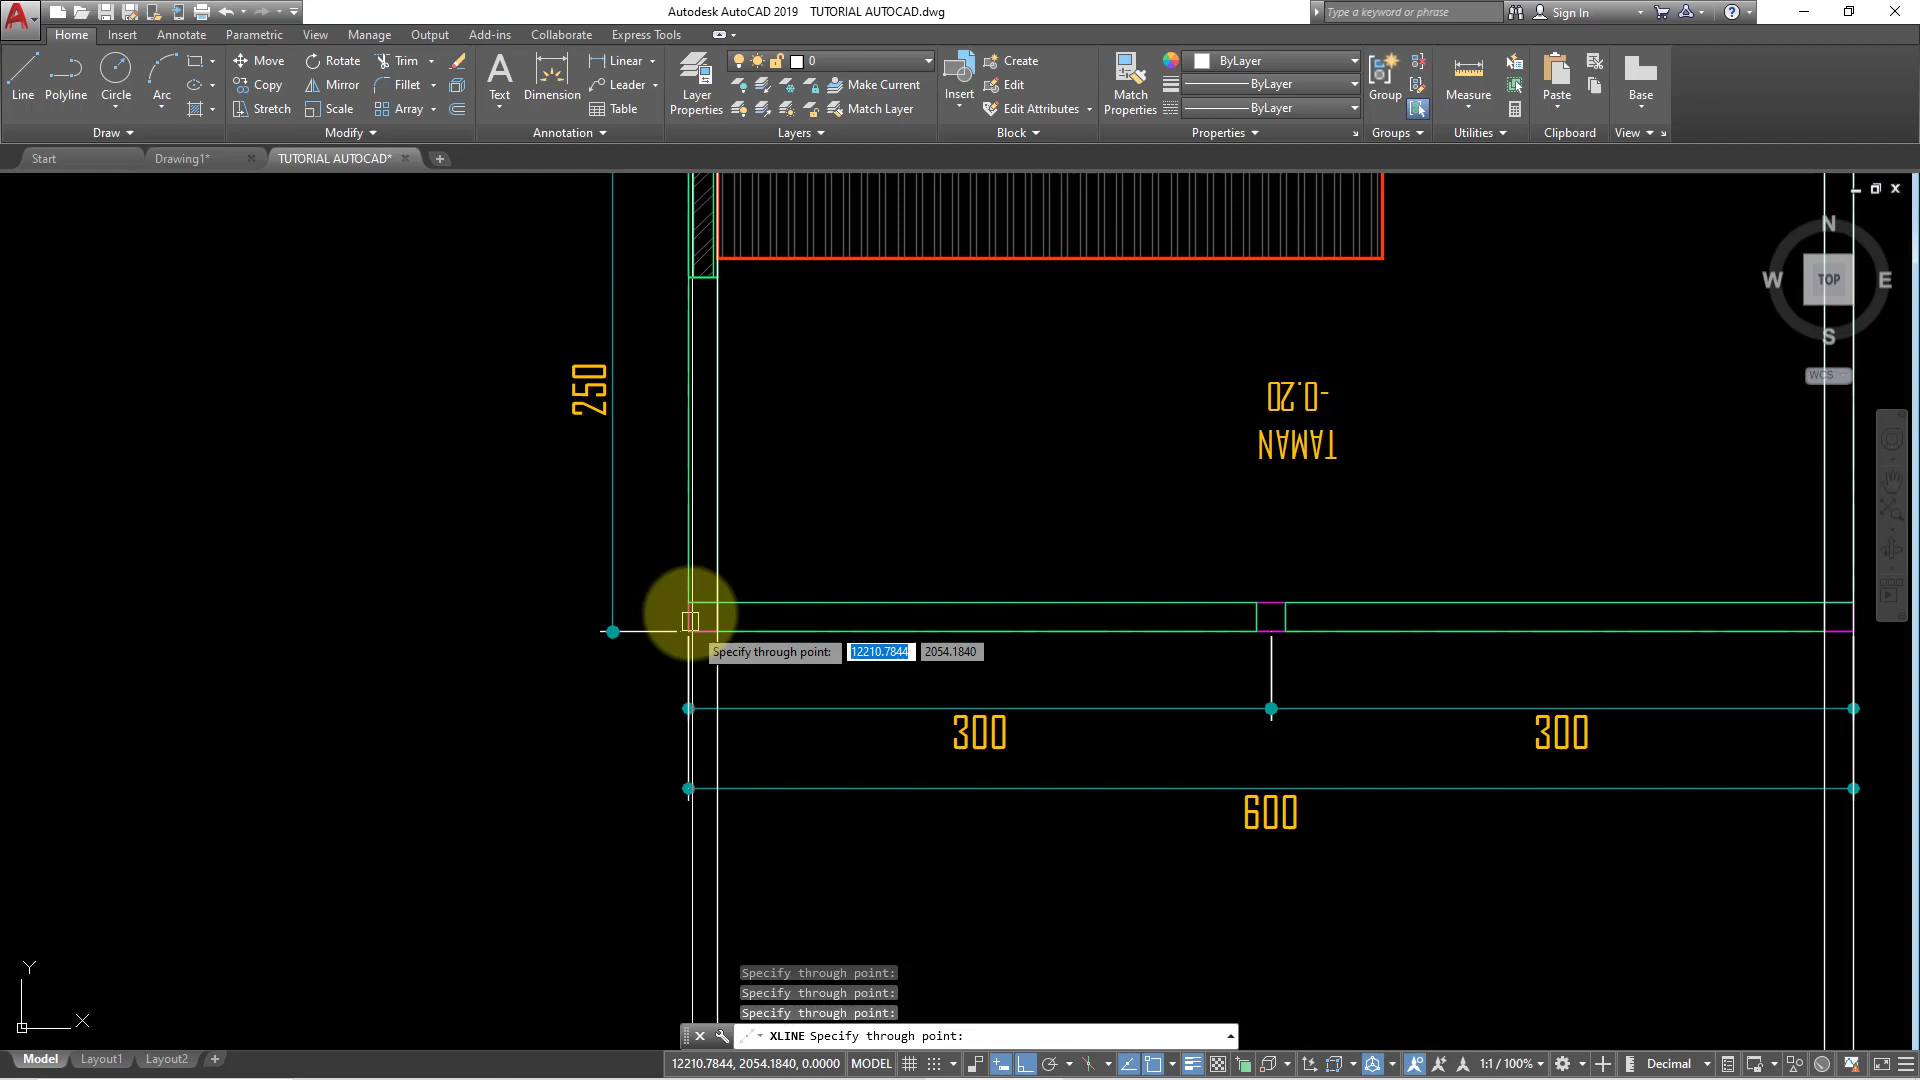 Autodesk AutoCAD 2019 TUTORIAL AUTOCAD.dwg
Type a keyword or phrase
Sign In
Home Insert Annotate Parametric View Manage Output Add-ins Collaborate Express Tools
Line Polyline Circle Arc
Move Rotate Trim
Copy Mirror Fillet
Stretch Scale Array
Text Dimension
Linear
Leader
Table
Layer Properties
0
Make Current
Match Layer
Insert
Create
Edit
Edit Attributes
Match Properties
ByLayer
ByLayer
ByLayer
Group
Measure
Paste
Base
Draw Modify Annotation Layers Block Properties Groups Utilities Clipboard View
Start Drawing1* TUTORIAL AUTOCAD*
N
W TOP E
S
WCS
250
-0.20
TAMAN
Specify through point: 12210.7844 2054.1840
300 300
600
Y
X
Specify through point:
Specify through point:
Specify through point:
XLINE Specify through point:
Model Layout1 Layout2
12210.7844, 2054.1840, 0.0000 MODEL 1:1 / 100% Decimal